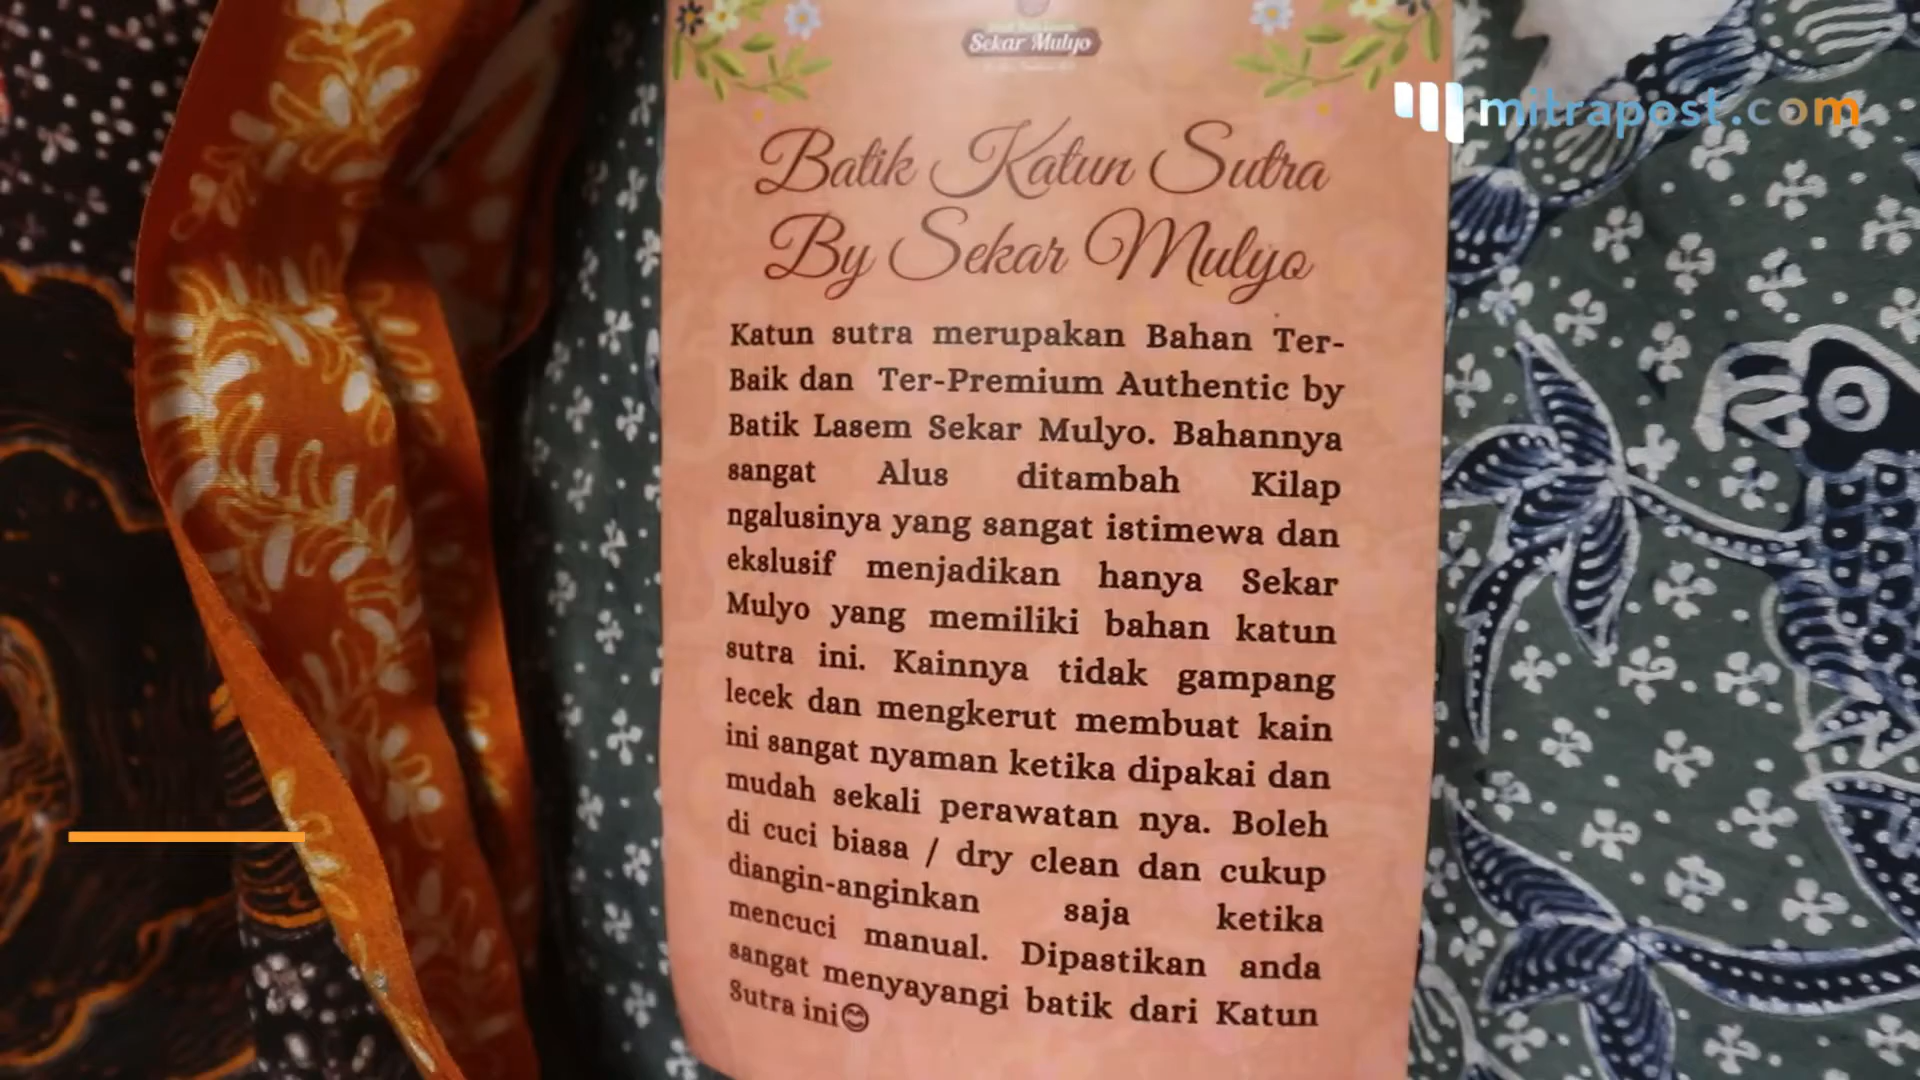 Sekar Mulyo
mitrapost.com
Batik Katun Sutra
By Sekar Mulyo
Katun sutra merupakan Bahan Ter-
Baik dan Ter-Premium Authentic by
Batik Lasem Sekar Mulyo. Bahannya
sangat Alus ditambah Kilap
ngalusinya yang sangat istimewa dan
ekslusif menjadikan hanya Sekar
Mulyo yang memiliki bahan katun
sutra ini. Kainnya tidak gampang
lecek dan mengkerut membuat kain
ini sangat nyaman ketika dipakai dan
mudah sekali perawatan nya. Boleh
di cuci biasa / dry clean dan cukup
diangin-anginkan saja ketika
mencuci manual. Dipastikan anda
sangat menyayangi batik dari Katun
Sutra ini😊